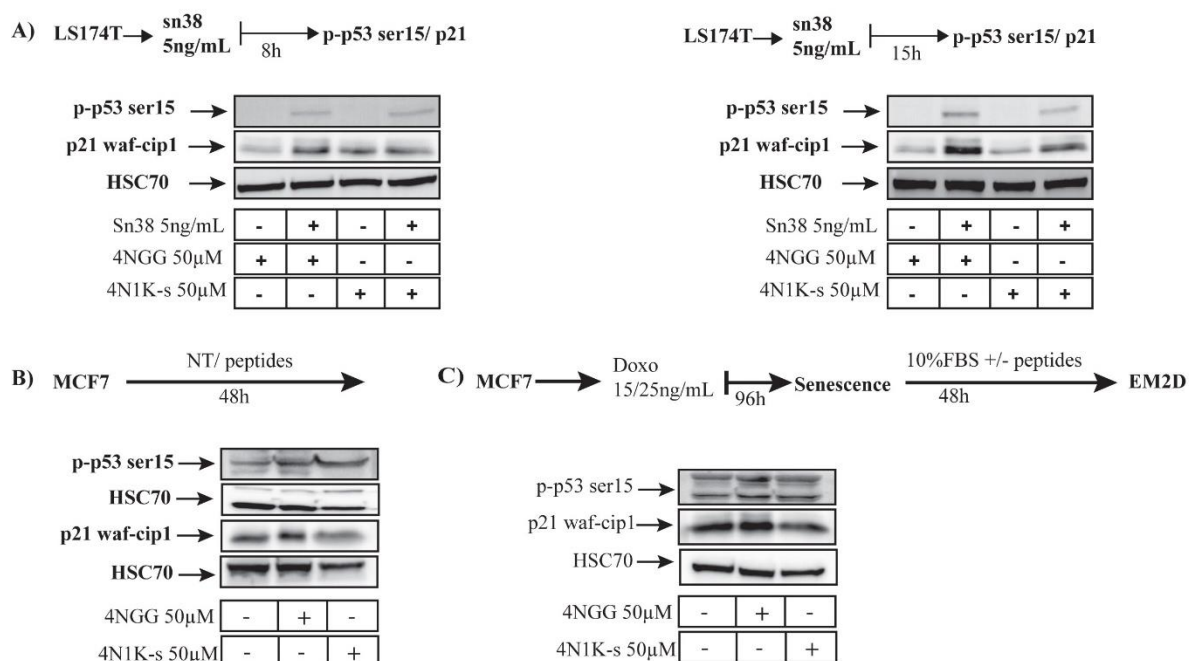 A) LS174T sn38 5ng/mL 8h p-p53 ser15/ p21
p-p53 ser15
p21 waf-cip1
HSC70
Sn38 5ng/mL - + - +
4NGG 50µM + + - -
4N1K-s 50µM - - + +
LS174T sn38 5ng/mL 15h p-p53 ser15/ p21
p-p53 ser15
p21 waf-cip1
HSC70
Sn38 5ng/mL - + - +
4NGG 50µM + + - -
4N1K-s 50µM - - + +
B) MCF7 NT/ peptides 48h
p-p53 ser15
HSC70
p21 waf-cip1
HSC70
4NGG 50µM - + -
4N1K-s 50µM - - +
C) MCF7 Doxo 15/25ng/mL 96h Senescence 10%FBS +/- peptides 48h EM2D
p-p53 ser15
p21 waf-cip1
HSC70
4NGG 50µM - + -
4N1K-s 50µM - - +